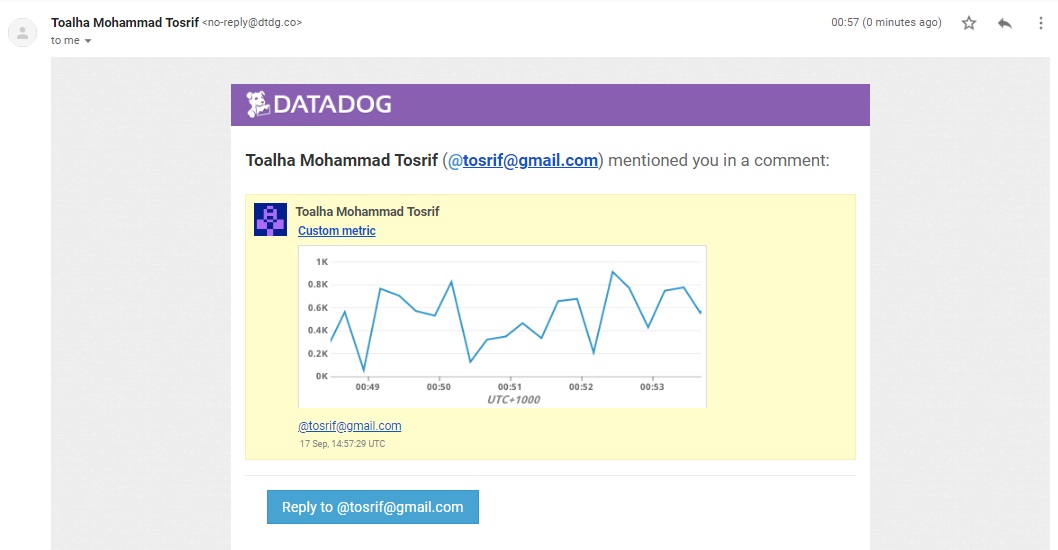 Toalha Mohammad Tosrif <no-reply@dtdg.co>
00:57 (0 minutes ago)
to me
DATADOG
Toalha Mohammad Tosrif (@tosrif@gmail.com) mentioned you in a comment:
Toalha Mohammad Tosrif
Custom metric
1K
0.8K
0.6K
0.4K
0.2K
0K
00:49 00:50 00:51 00:52 00:53
UTC+1000
@tosrif@gmail.com
17 Sep, 14:57:29 UTC
Reply to @tosrif@gmail.com